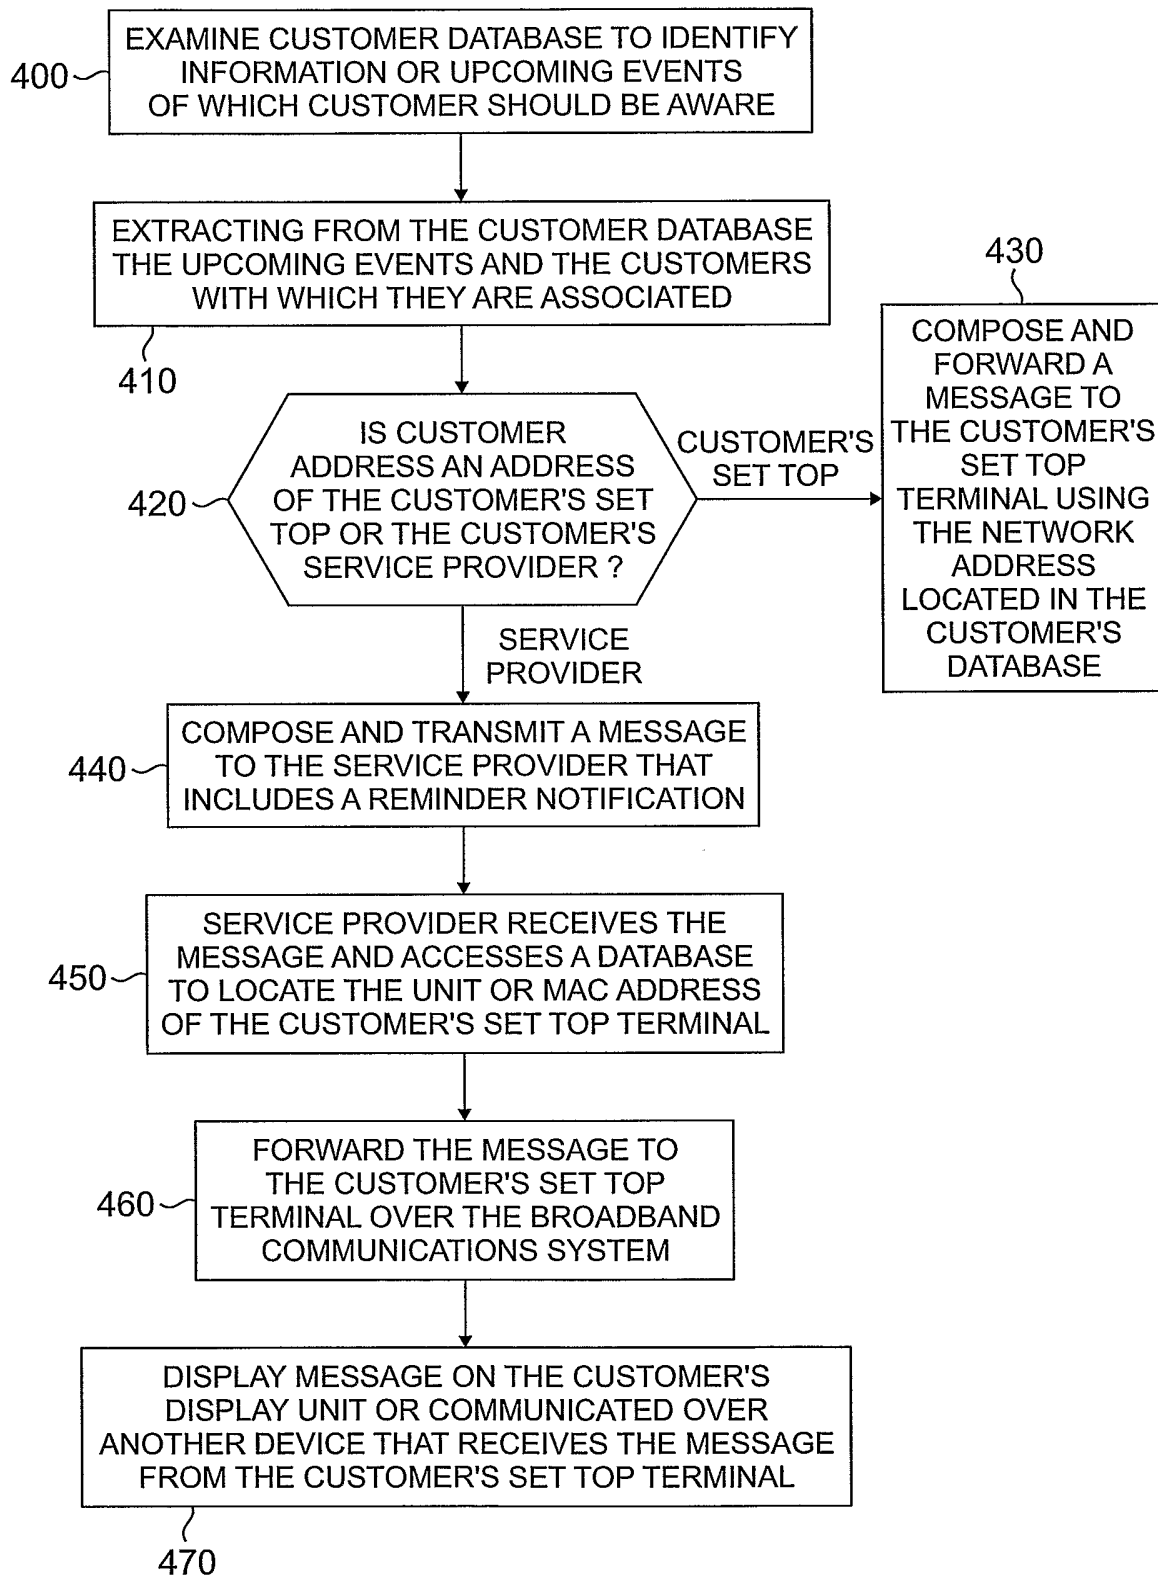 400
EXAMINE CUSTOMER DATABASE TO IDENTIFY
INFORMATION OR UPCOMING EVENTS
OF WHICH CUSTOMER SHOULD BE AWARE
EXTRACTING FROM THE CUSTOMER DATABASE
THE UPCOMING EVENTS AND THE CUSTOMERS
WITH WHICH THEY ARE ASSOCIATED
410
420
IS CUSTOMER
ADDRESS AN ADDRESS
OF THE CUSTOMER'S SET
TOP OR THE CUSTOMER'S
SERVICE PROVIDER ?
CUSTOMER'S
SET TOP
430
COMPOSE AND
FORWARD A
MESSAGE TO
THE CUSTOMER'S
SET TOP
TERMINAL USING
THE NETWORK
ADDRESS
LOCATED IN THE
CUSTOMER'S
DATABASE
SERVICE
PROVIDER
440
COMPOSE AND TRANSMIT A MESSAGE
TO THE SERVICE PROVIDER THAT
INCLUDES A REMINDER NOTIFICATION
450
SERVICE PROVIDER RECEIVES THE
MESSAGE AND ACCESSES A DATABASE
TO LOCATE THE UNIT OR MAC ADDRESS
OF THE CUSTOMER'S SET TOP TERMINAL
460
FORWARD THE MESSAGE TO
THE CUSTOMER'S SET TOP
TERMINAL OVER THE BROADBAND
COMMUNICATIONS SYSTEM
DISPLAY MESSAGE ON THE CUSTOMER'S
DISPLAY UNIT OR COMMUNICATED OVER
ANOTHER DEVICE THAT RECEIVES THE MESSAGE
FROM THE CUSTOMER'S SET TOP TERMINAL
470